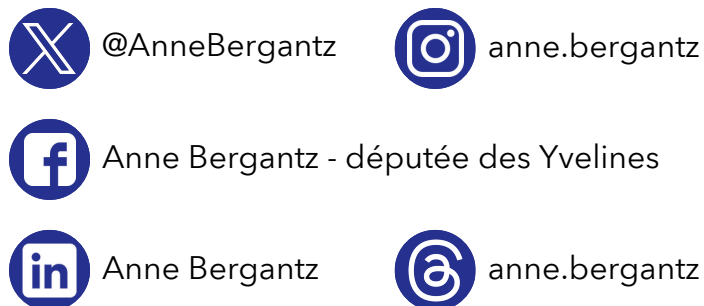 @AnneBergantz anne.bergantz
Anne Bergantz - députée des Yvelines
Anne Bergantz anne.bergantz